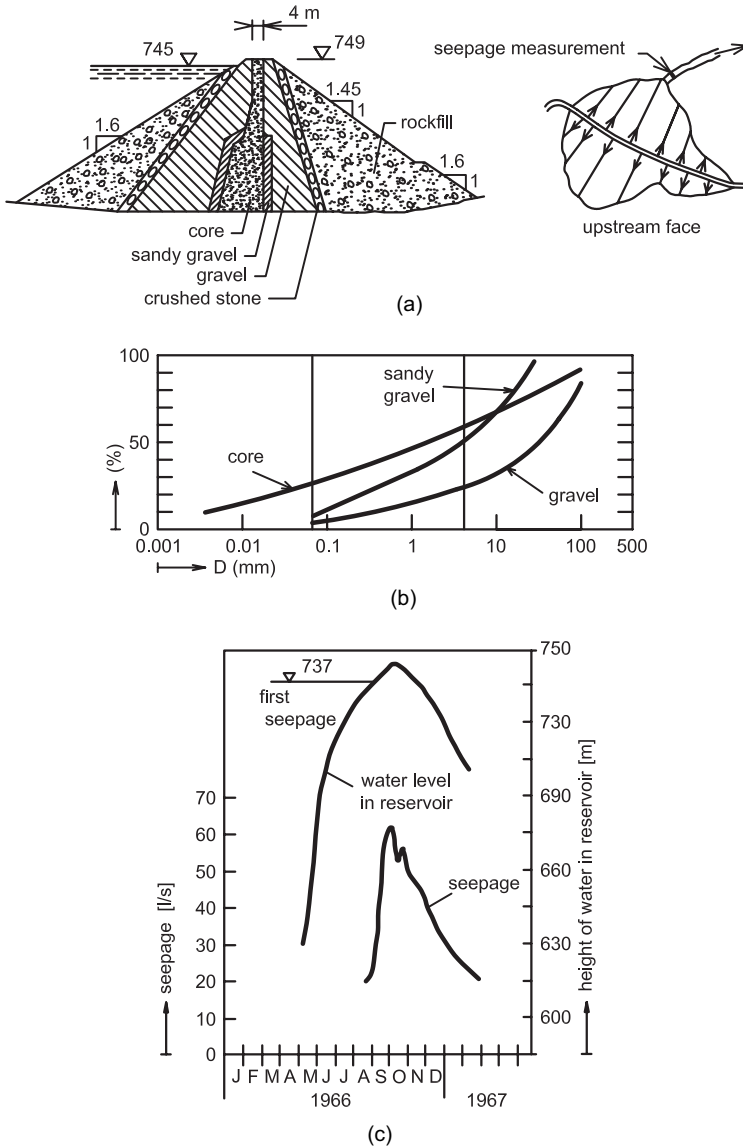 4 m
745
749
seepage measurement
1.45
1
1.6
1
rockfill
1.6
1
core
sandy gravel
gravel
crushed stone
upstream face
(a)
100
50
0
(%)
sandy
gravel
core
gravel
0.001
0.01
0.1
1
10
100
500
D (mm)
(b)
750
737
first
seepage
730
water level
in reservoir
70
690
60
50
660
seepage
40
30
630
20
10
600
0
seepage [l/s]
height of water in reservoir [m]
J F M A M J J A S O N D
1966
1967
(c)